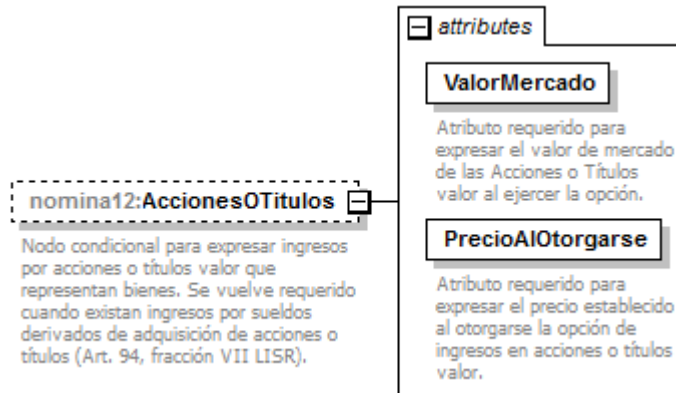 attributes
ValorMercado
Atributo requerido para
expresar el valor de mercado
de las Acciones o Títulos
valor al ejercer la opción.
nomina12:AccionesOTitulos
Nodo condicional para expresar ingresos
por acciones o títulos valor que
representan bienes. Se vuelve requerido
cuando existan ingresos por sueldos
derivados de adquisición de acciones o
títulos (Art. 94, fracción VII LISR).
PrecioAlOtorgarse
Atributo requerido para
expresar el precio establecido
al otorgarse la opción de
ingresos en acciones o títulos
valor.